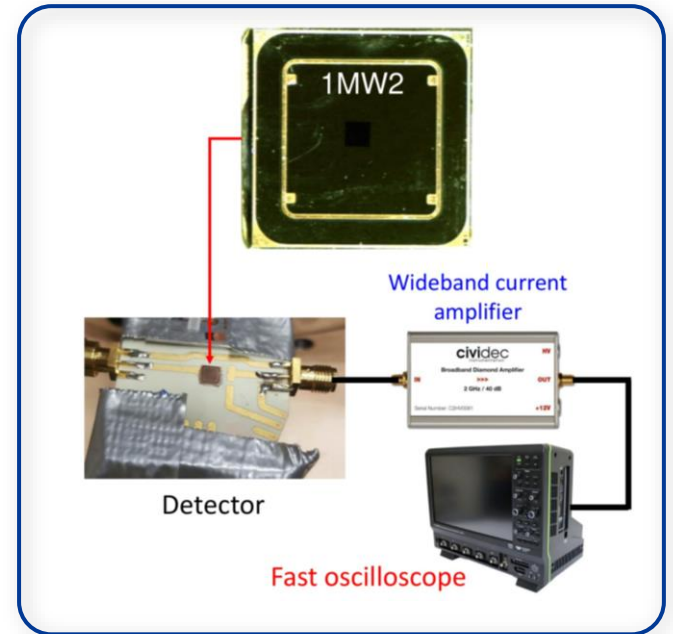 1MW2
Wideband current
amplifier
cividec
HV
Broadband Diamond Amplifier
IN
>>>
OUT
2 GHz / 40 dB
+12V
Detector
Fast oscilloscope